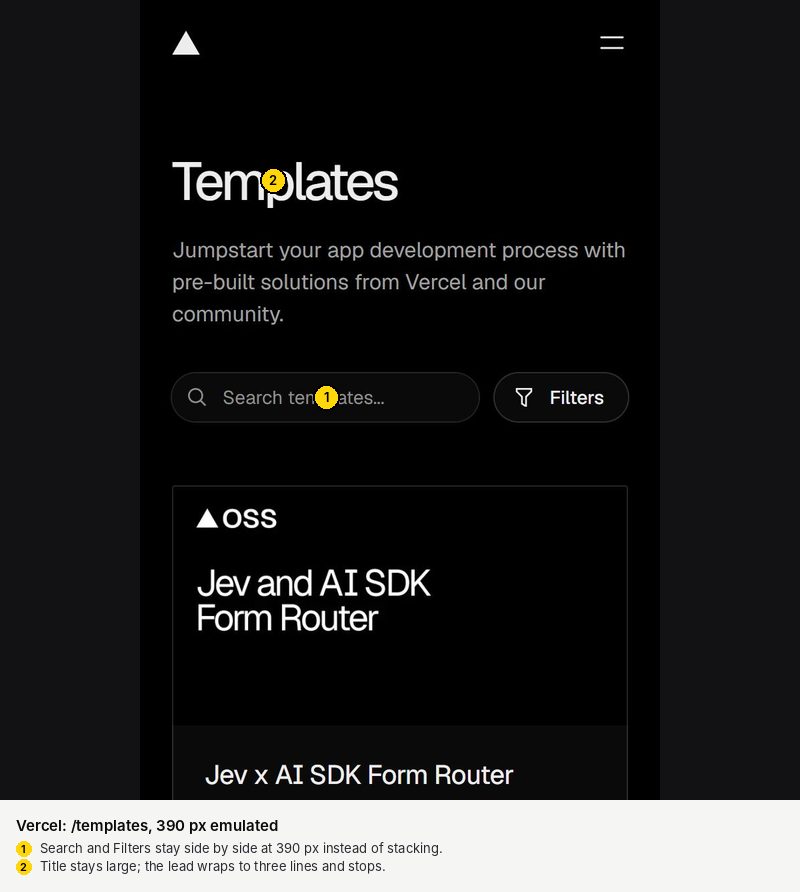 Templates
2
Jumpstart your app development process with
pre-built solutions from Vercel and our
community.
Search templates...
1
Filters
OSS
Jev and AI SDK
Form Router
Jev x AI SDK Form Router
Vercel: /templates, 390 px emulated
1 Search and Filters stay side by side at 390 px instead of stacking.
2 Title stays large; the lead wraps to three lines and stops.